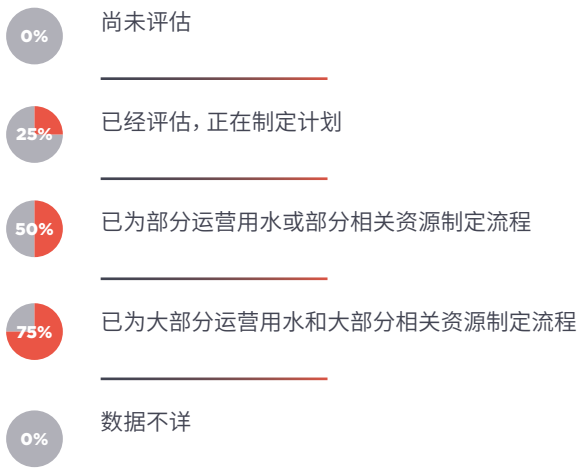 0%
尚未评估
25%
已经评估，正在制定计划
50%
已为部分运营用水或部分相关资源制定流程
75%
已为大部分运营用水和大部分相关资源制定流程
0%
数据不详